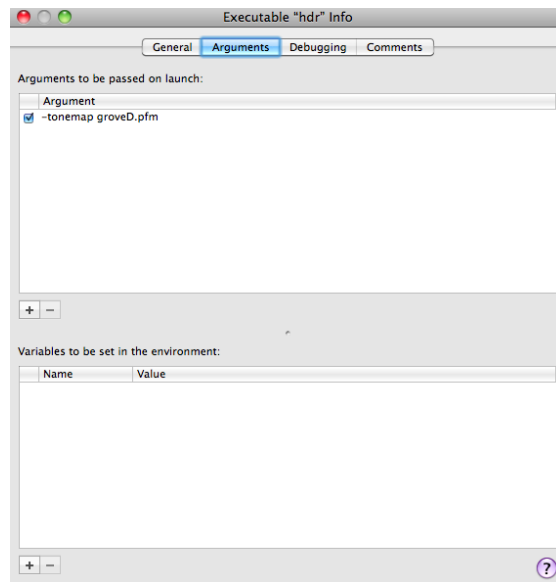 Executable “hdr” Info
General Arguments Debugging Comments
Arguments to be passed on launch:
Argument
-tonemap groveD.pfm
+ −
Variables to be set in the environment:
Name Value
+ −
?